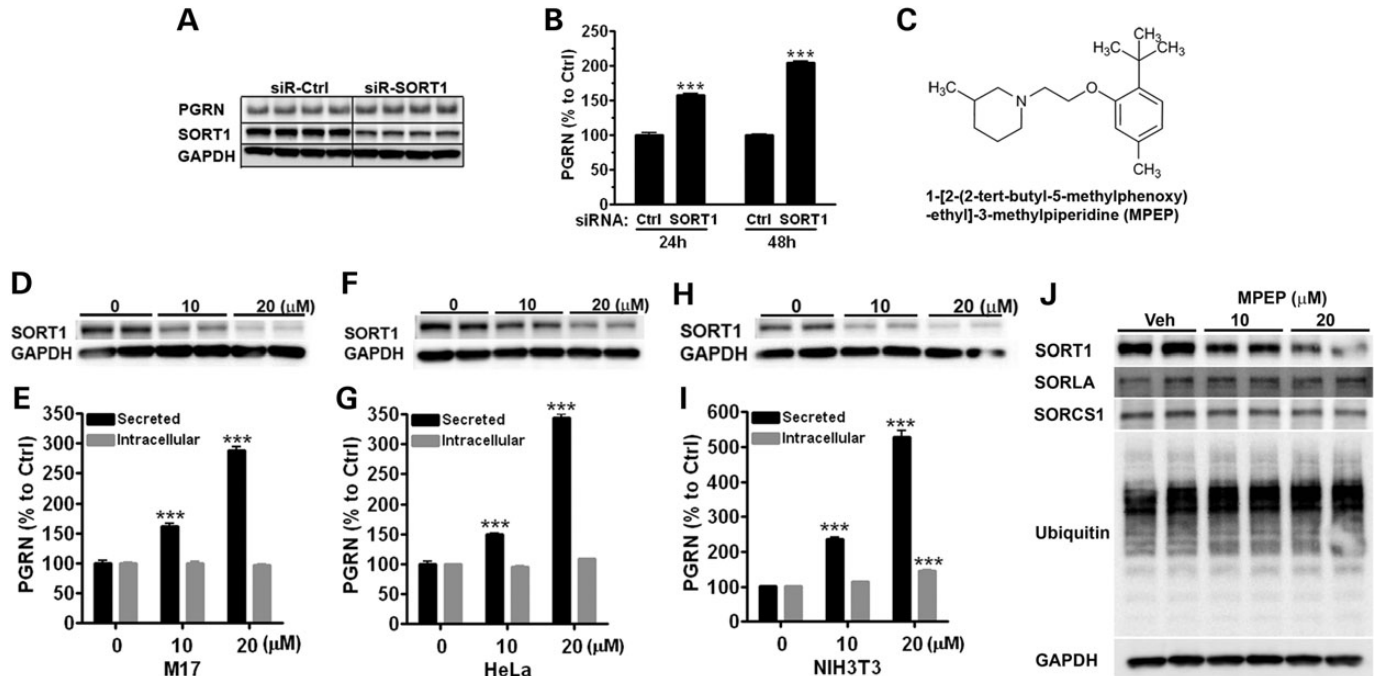 A
siR-Ctrl siR-SORT1
PGRN
SORT1
GAPDH
B
PGRN (% to Ctrl)
250
200
150
100
50
0
***
***
siRNA: Ctrl SORT1 Ctrl SORT1
24h 48h
C
H₃C
CH₃
CH₃
H₃C
N
O
CH₃
1-[2-(2-tert-butyl-5-methylphenoxy)
-ethyl]-3-methylpiperidine (MPEP)
D
0 10 20 (μM)
SORT1
GAPDH
F
0 10 20 (μM)
SORT1
GAPDH
H
0 10 20 (μM)
SORT1
GAPDH
E
PGRN (% to Ctrl)
350
300
250
200
150
100
50
0
Secreted
Intracellular
***
***
0 10 20 (μM)
M17
G
PGRN (% to Ctrl)
350
300
250
200
150
100
50
0
Secreted
Intracellular
***
***
0 10 20 (μM)
HeLa
I
PGRN (% to Ctrl)
600
500
400
300
200
100
0
Secreted
Intracellular
***
***
***
0 10 20 (μM)
NIH3T3
J
MPEP (μM)
Veh 10 20
SORT1
SORLA
SORCS1
Ubiquitin
GAPDH